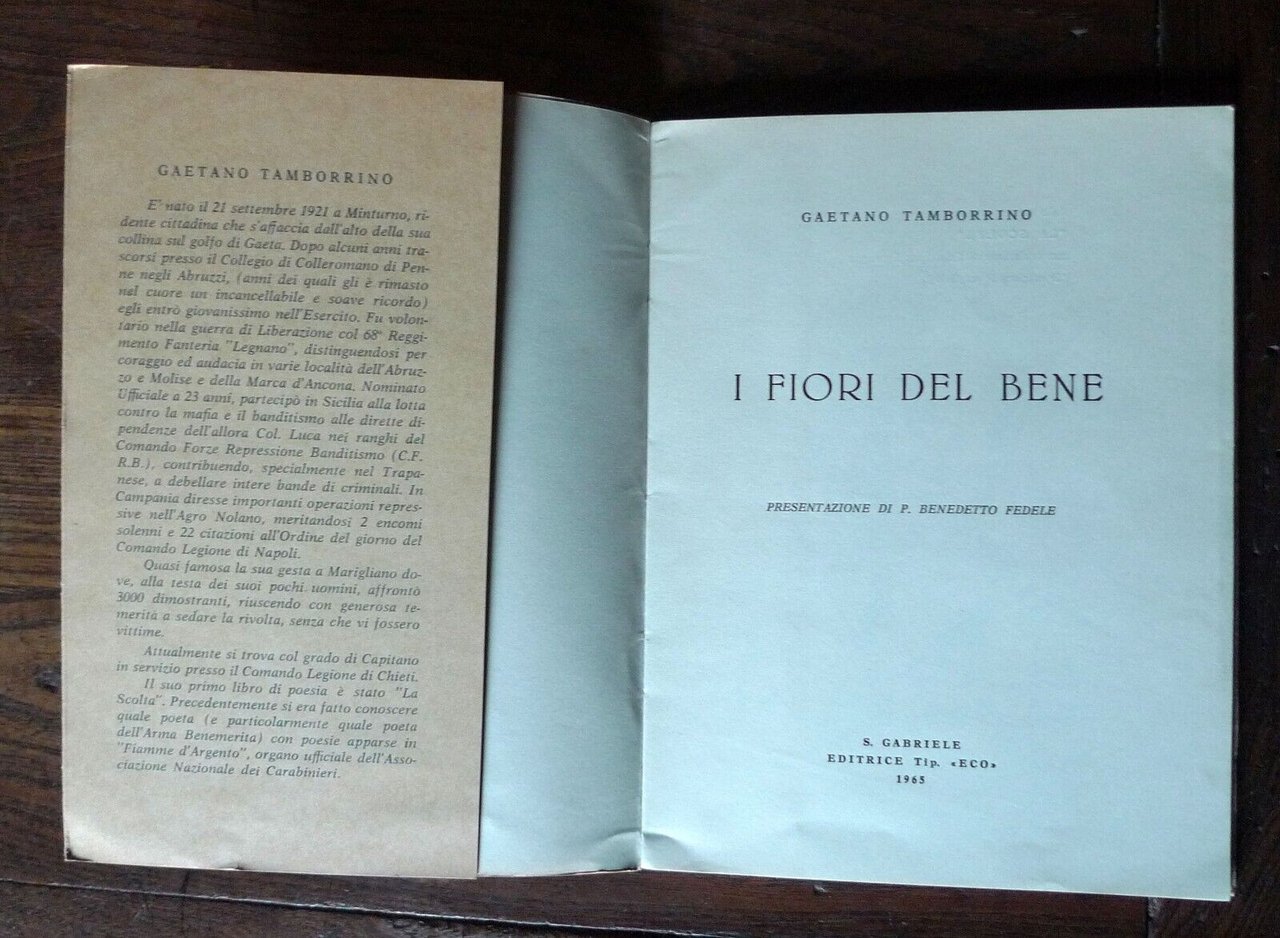 GAETANO TAMBORRINO
E' nato il 21 settembre 1921 a Minturno, ri-
dente cittadina che s'affaccia dall'alto della sua
collina sul golfo di Gaeta. Dopo alcuni anni tra-
scorsi presso il Collegio di Colleromano di Pen-
ne negli Abruzzi, (anni dei quali gli è rimasto
nel cuore un incancellabile e soave ricordo)
egli entrò giovanissimo nell'Esercito. Fu volon-
tario nella guerra di Liberazione col 68º Reggi-
mento Fanteria "Legnano", distinguendosi per
coraggio ed audacia in varie località dell'Abruz-
zo e Molise e della Marca d'Ancona. Nominato
Ufficiale a 23 anni, partecipò in Sicilia alla lotta
contro la mafia e il banditismo alle dirette di-
pendenze dell'allora Col. Luca nei ranghi del
Comando Forze Repressione Banditismo (C.F.
R.B.), contribuendo, specialmente nel Trapa-
nese, a debellare intere bande di criminali. In
Campania diresse importanti operazioni repres-
sive nell'Agro Nolano, meritandosi 2 encomi
solenni e 22 citazioni all'Ordine del giorno del
Comando Legione di Napoli.
Quasi famosa la sua gesta a Marigliano do-
ve, alla testa dei suoi pochi uomini, affrontò
3000 dimostranti, riuscendo con generosa te-
merità a sedare la rivolta, senza che vi fossero
vittime.
Attualmente si trova col grado di Capitano
in servizio presso il Comando Legione di Chieti.
Il suo primo libro di poesia è stato "La
Scolta". Precedentemente si era fatto conoscere
quale poeta (e particolarmente quale poeta
dell'Arma Benemerita) con poesie apparse in
"Fiamme d'Argento", organo ufficiale dell'Asso-
ciazione Nazionale dei Carabinieri.
GAETANO TAMBORRINO
I FIORI DEL BENE
PRESENTAZIONE DI P. BENEDETTO FEDELE
S. GABRIELE
EDITRICE Tip. «ECO»
1965